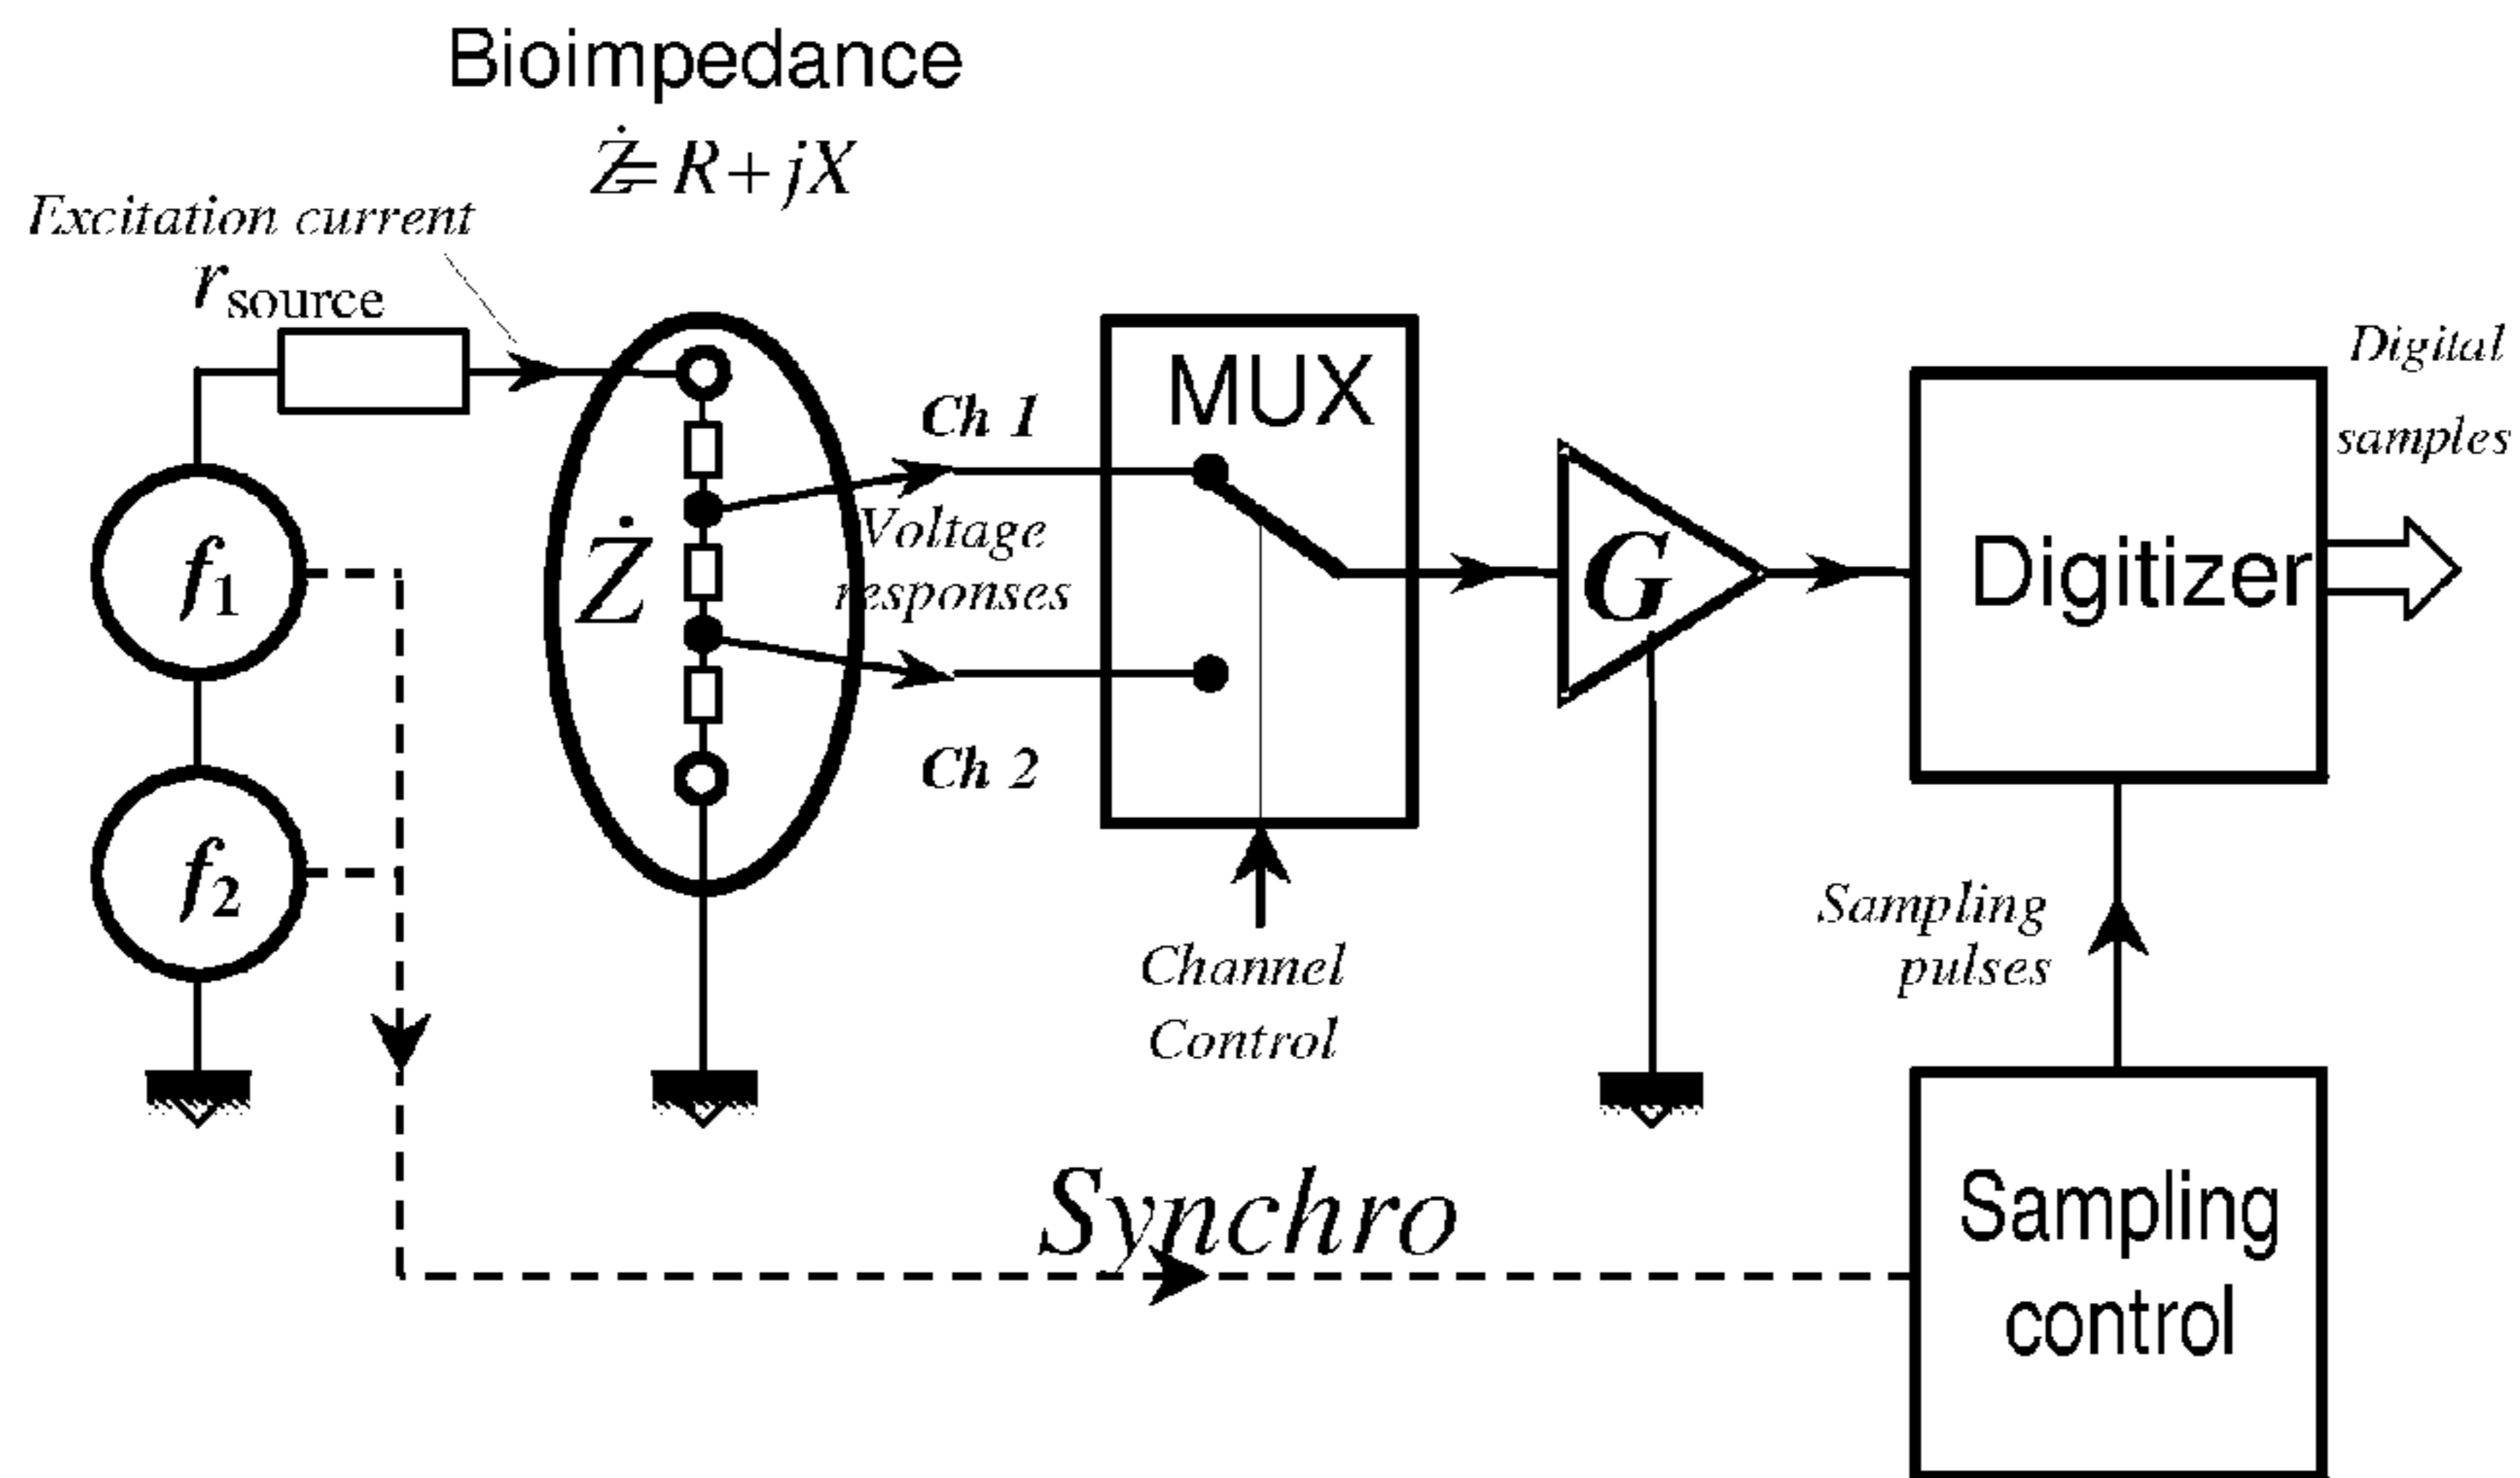 Bioimpedance
Ż = R + jX
Excitation current
r source
f1
f2
Ż
Ch 1
Voltage
responses
Ch 2
MUX
Channel
Control
G
Digitizer
Digital
samples
Sampling
pulses
Synchro
Sampling
control